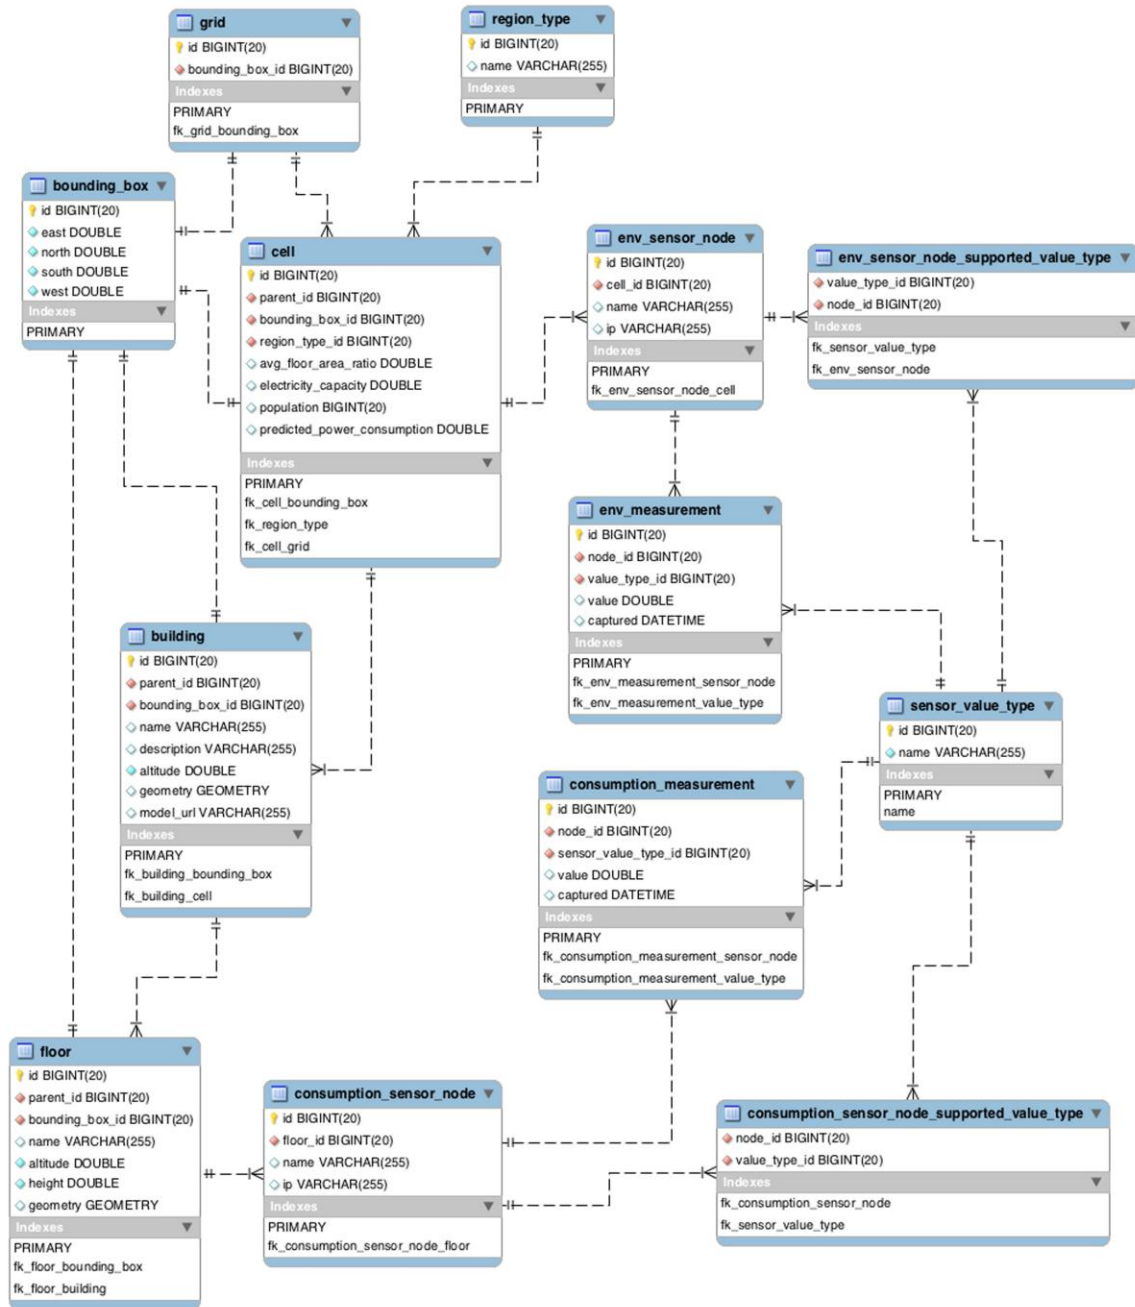 grid
id BIGINT(20)
bounding_box_id BIGINT(20)
Indexes
PRIMARY
fk_grid_bounding_box
region_type
id BIGINT(20)
name VARCHAR(255)
Indexes
PRIMARY
bounding_box
id BIGINT(20)
east DOUBLE
north DOUBLE
south DOUBLE
west DOUBLE
Indexes
PRIMARY
cell
id BIGINT(20)
parent_id BIGINT(20)
bounding_box_id BIGINT(20)
region_type_id BIGINT(20)
avg_floor_area_ratio DOUBLE
electricity_capacity DOUBLE
population BIGINT(20)
predicted_power_consumption DOUBLE
Indexes
PRIMARY
fk_cell_bounding_box
fk_region_type
fk_cell_grid
env_sensor_node
id BIGINT(20)
cell_id BIGINT(20)
name VARCHAR(255)
ip VARCHAR(255)
Indexes
PRIMARY
fk_env_sensor_node_cell
env_sensor_node_supported_value_type
value_type_id BIGINT(20)
node_id BIGINT(20)
Indexes
fk_sensor_value_type
fk_env_sensor_node
env_measurement
id BIGINT(20)
node_id BIGINT(20)
value_type_id BIGINT(20)
value DOUBLE
captured DATETIME
Indexes
PRIMARY
fk_env_measurement_sensor_node
fk_env_measurement_value_type
building
id BIGINT(20)
parent_id BIGINT(20)
bounding_box_id BIGINT(20)
name VARCHAR(255)
description VARCHAR(255)
altitude DOUBLE
geometry GEOMETRY
model_url VARCHAR(255)
Indexes
PRIMARY
fk_building_bounding_box
fk_building_cell
sensor_value_type
id BIGINT(20)
name VARCHAR(255)
Indexes
PRIMARY
name
consumption_measurement
id BIGINT(20)
node_id BIGINT(20)
sensor_value_type_id BIGINT(20)
value DOUBLE
captured DATETIME
Indexes
PRIMARY
fk_consumption_measurement_sensor_node
fk_consumption_measurement_value_type
floor
id BIGINT(20)
parent_id BIGINT(20)
bounding_box_id BIGINT(20)
name VARCHAR(255)
altitude DOUBLE
height DOUBLE
geometry GEOMETRY
Indexes
PRIMARY
fk_floor_bounding_box
fk_floor_building
consumption_sensor_node
id BIGINT(20)
floor_id BIGINT(20)
name VARCHAR(255)
ip VARCHAR(255)
Indexes
PRIMARY
fk_consumption_sensor_node_floor
consumption_sensor_node_supported_value_type
node_id BIGINT(20)
value_type_id BIGINT(20)
Indexes
fk_consumption_sensor_node
fk_sensor_value_type